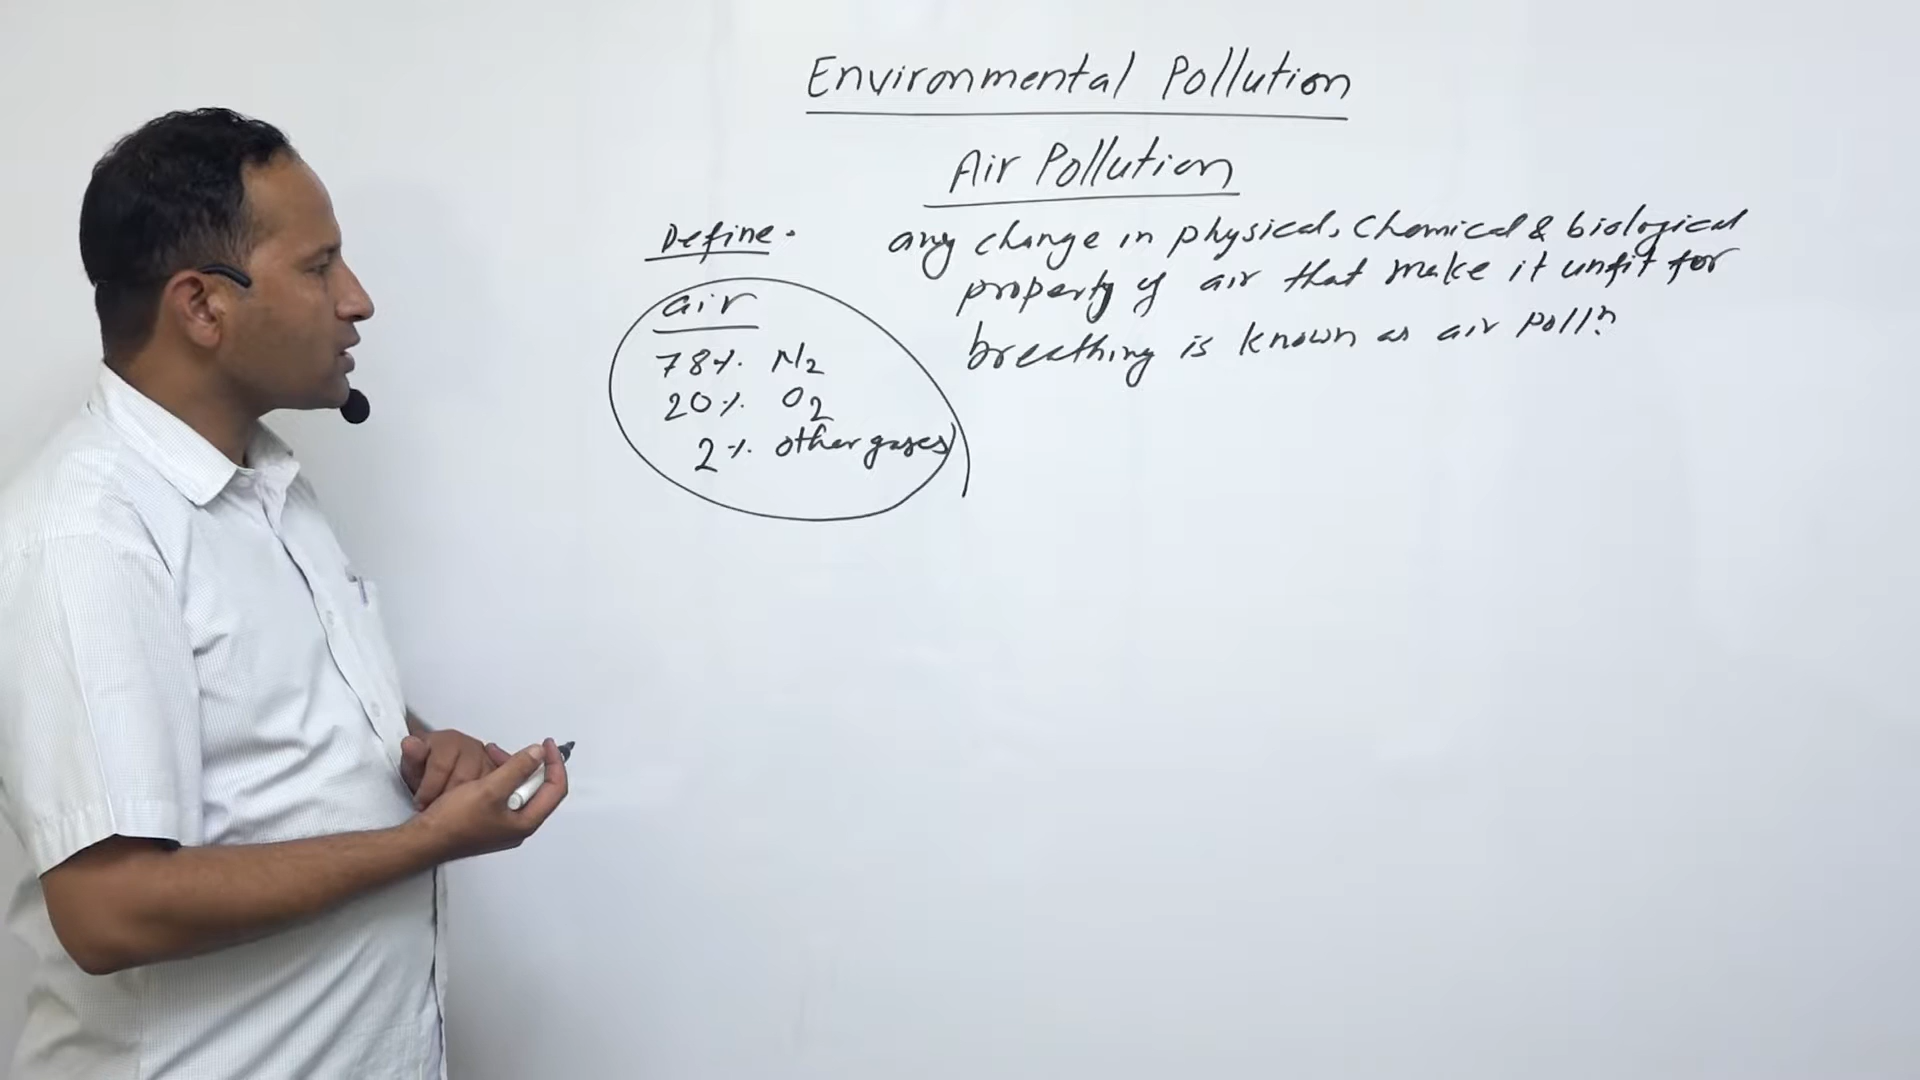 Environmental Pollution
Air Pollution
Define.
any change in physical, chemical & biological
property of air that make it unfit for
breathing is known as air polln.
air
78% N2
20% O2
2% other gases